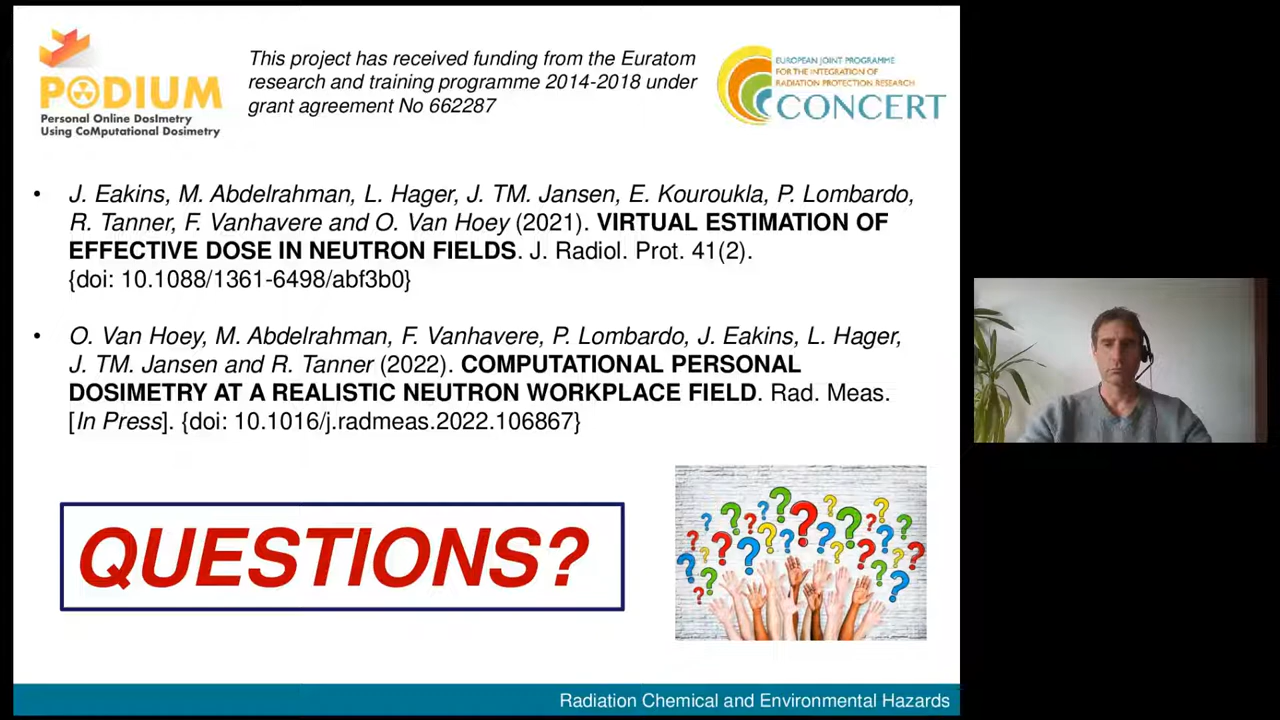 PODIUM
Personal Online DosImetry
Using CoMputational Dosimetry
This project has received funding from the Euratom
research and training programme 2014-2018 under
grant agreement No 662287
EUROPEAN JOINT PROGRAMME
FOR THE INTEGRATION OF
RADIATION PROTECTION RESEARCH
CONCERT
• J. Eakins, M. Abdelrahman, L. Hager, J. TM. Jansen, E. Kouroukla, P. Lombardo,
R. Tanner, F. Vanhavere and O. Van Hoey (2021). VIRTUAL ESTIMATION OF
EFFECTIVE DOSE IN NEUTRON FIELDS. J. Radiol. Prot. 41(2).
{doi: 10.1088/1361-6498/abf3b0}
• O. Van Hoey, M. Abdelrahman, F. Vanhavere, P. Lombardo, J. Eakins, L. Hager,
J. TM. Jansen and R. Tanner (2022). COMPUTATIONAL PERSONAL
DOSIMETRY AT A REALISTIC NEUTRON WORKPLACE FIELD. Rad. Meas.
[In Press]. {doi: 10.1016/j.radmeas.2022.106867}
QUESTIONS?
Radiation Chemical and Environmental Hazards